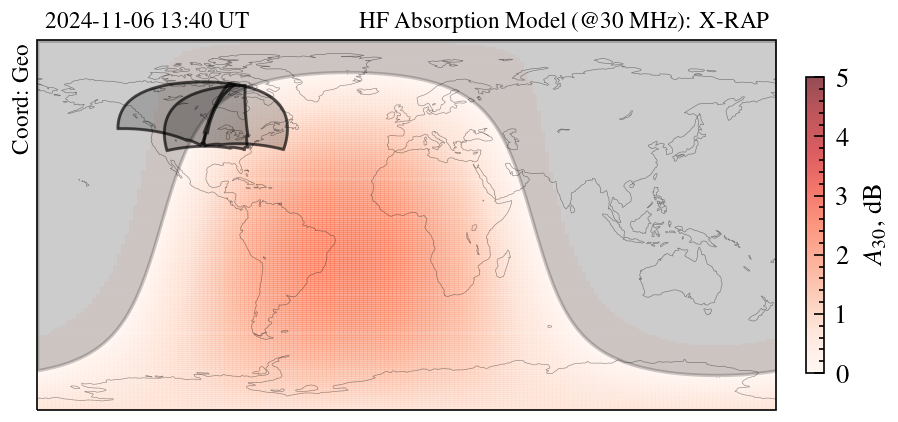 2024-11-06 13:40 UT
HF Absorption Model (@30 MHz): X-RAP
Coord: Geo
5
4
3
2
1
0
A30, dB